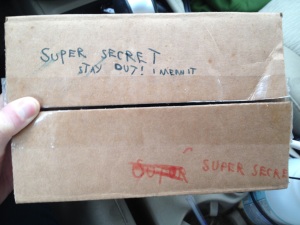 SUPER SECRET
STAY OUT! I MEAN IT
SUPER SECRE